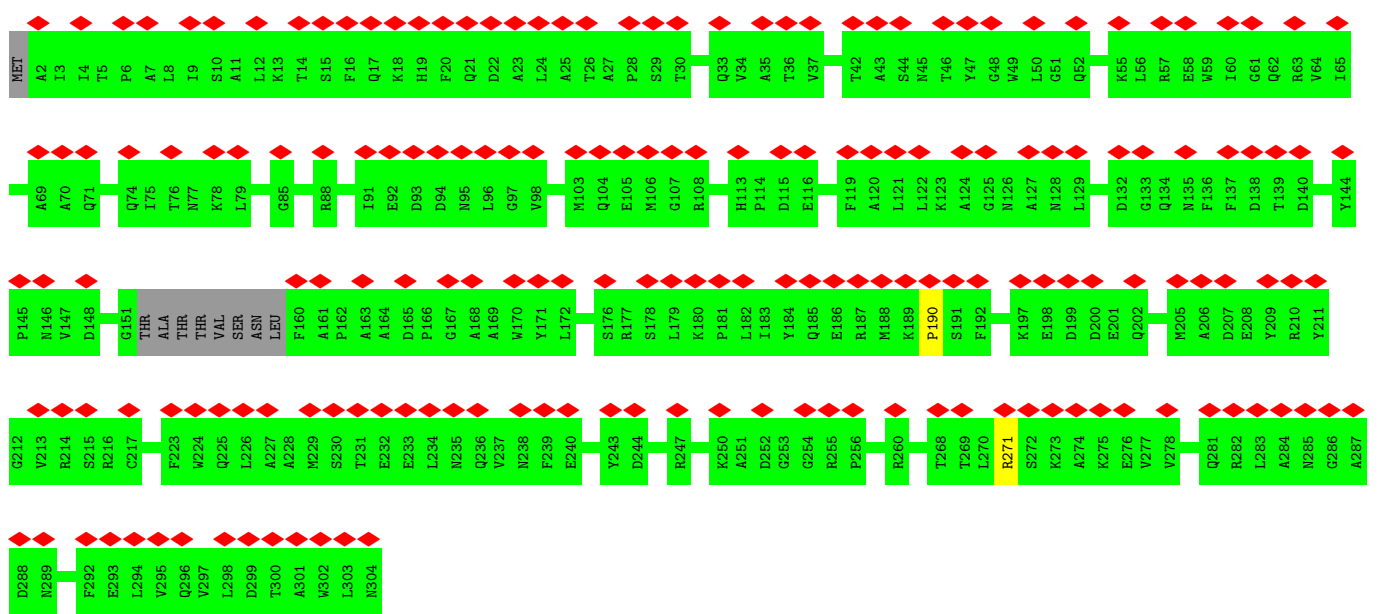 MET A2 I3 I4 T5 P6 A7 L8 I9 S10 A11 L12 K13 T14 S15 F16 Q17 K18 H19 F20 Q21 D22 A23 L24 A25 T26 A27 P28 S29 T30 Q33 V34 A35 T36 V37 T42 A43 S44 N45 T46 Y47 G48 W49 L50 G51 Q52 K55 L56 R57 E58 W59 I60 G61 Q62 R63 V64 I65
A69 A70 Q71 Q74 I75 T76 N77 K78 L79 G85 R88 I91 E92 D93 D94 N95 L96 G97 V98 M103 Q104 E105 M106 G107 R108 H113 P114 D115 E116 F119 A120 L121 L122 K123 A124 G125 N126 A127 N128 L129 D132 G133 Q134 N135 F136 F137 D138 T139 D140 Y144
P145 N146 V147 D148 G151 THR ALA THR THR VAL SER ASN LEU F160 A161 P162 A163 A164 D165 P166 G167 A168 A169 W170 Y171 L172 S176 R177 S178 L179 K180 P181 L182 I183 Y184 Q185 E186 R187 M188 K189 P190 S191 F192 K197 E198 D199 D200 E201 Q202 M205 A206 D207 E208 Y209 R210 Y211
G212 V213 R214 S215 R216 C217 F223 W224 Q225 L226 A227 A228 M229 S230 T231 E232 E233 L234 N235 Q236 V237 N238 F239 E240 Y243 D244 R247 K250 A251 D252 G253 G254 R255 P256 R260 T268 T269 L270 R271 S272 K273 A274 K275 E276 V277 V278 Q281 R282 L283 A284 N285 G286 A287
D288 N289 F292 E293 L294 V295 Q296 V297 L298 D299 T300 A301 W302 L303 N304